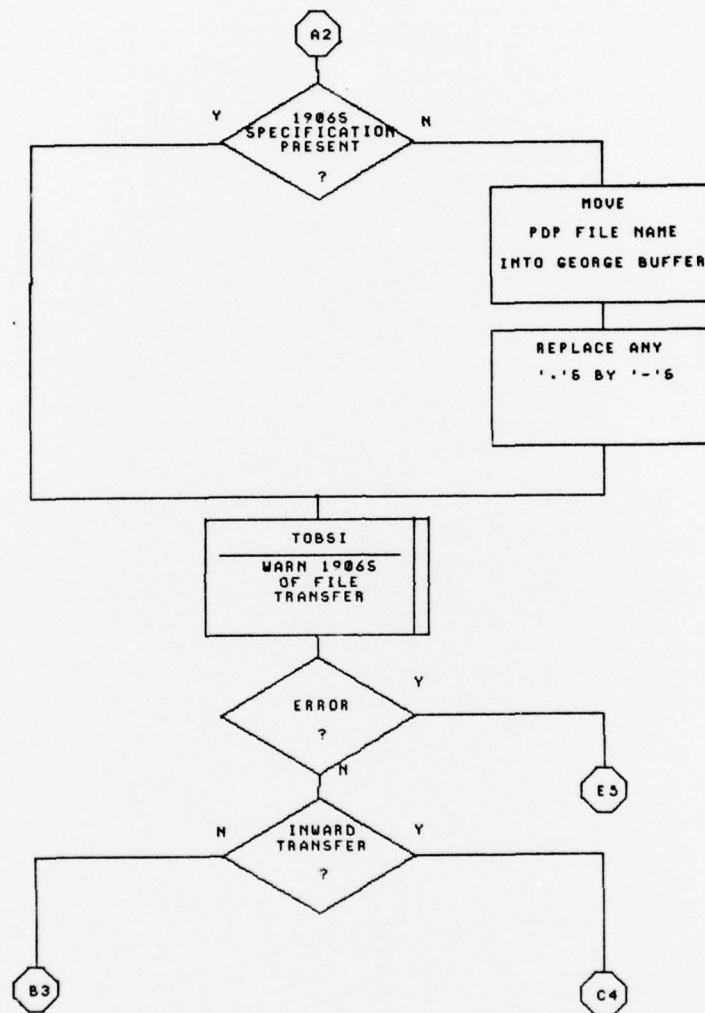 A2
Y
1906S
SPECIFICATION
PRESENT
?
N
MOVE
PDP FILE NAME
INTO GEORGE BUFFER
REPLACE ANY
'.'S BY '-'S
TOBSI
WARN 1906S
OF FILE
TRANSFER
ERROR
?
Y
N
E5
N
INWARD
TRANSFER
?
Y
B3
C4